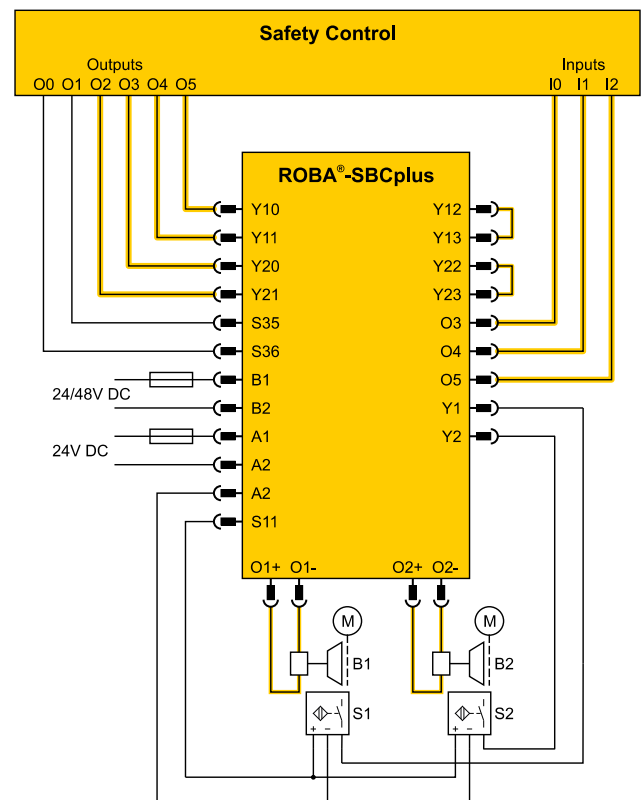 Safety Control
Outputs Inputs
O0 O1 O2 O3 O4 O5 I0 I1 I2
ROBA®-SBCplus
Y10 Y12
Y11 Y13
Y20 Y22
Y21 Y23
S35 O3
S36 O4
B1 O5
24/48V DC
B2 Y1
A1 Y2
24V DC
A2
A2
S11
O1+ O1- O2+ O2-
M M
B1 B2
S1 S2
+ − + −